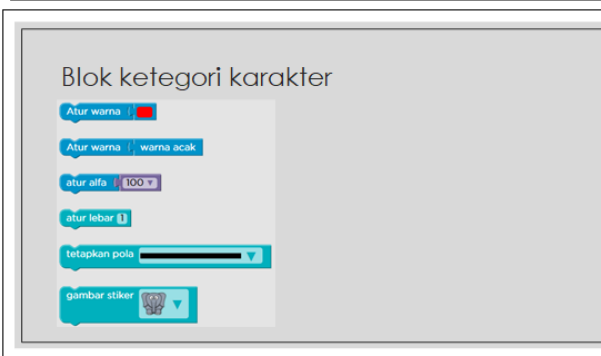 Blok ketegori karakter
Atur warna
Atur warna warna acak
atur alfa 100
atur lebar 1
tetapkan pola
gambar stiker